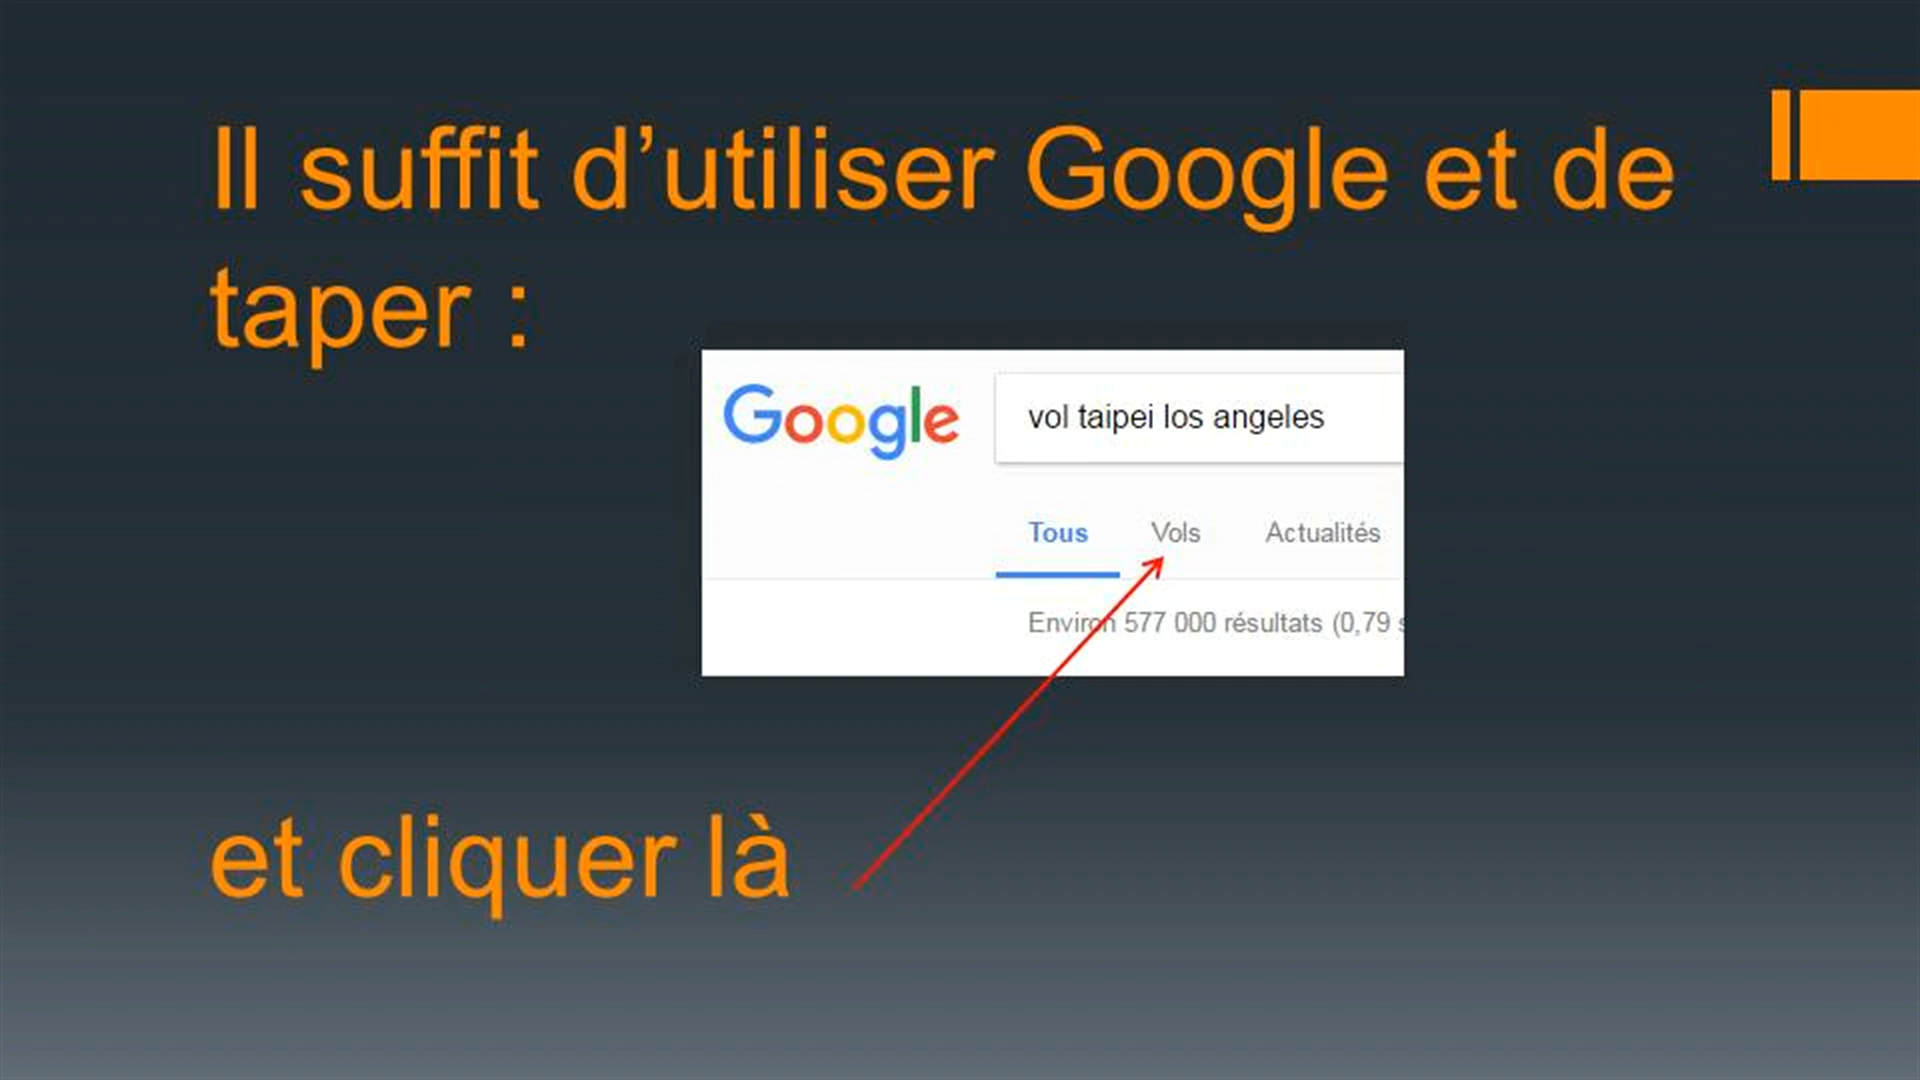 Il suffit d’utiliser Google et de
taper :
Google vol taipei los angeles
Tous Vols Actualités
Environ 577 000 résultats (0,79 s
et cliquer là